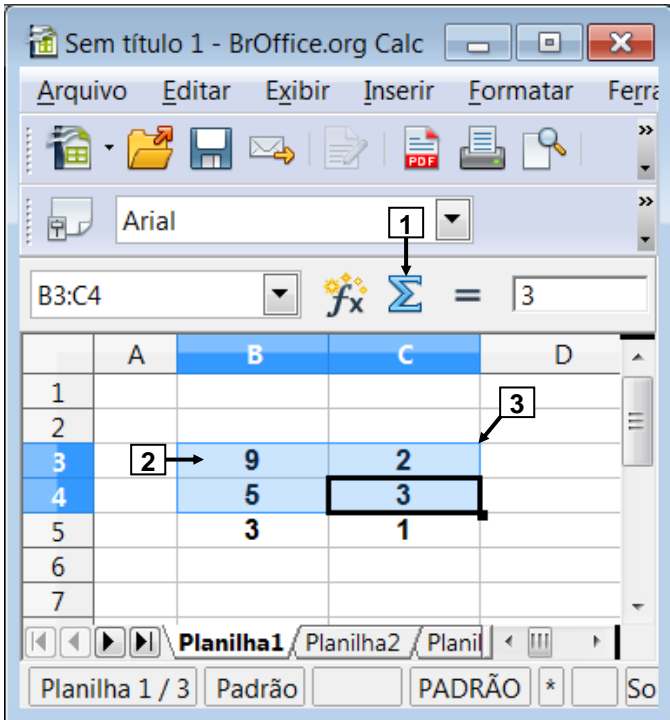 Sem título 1 - BrOffice.org Calc
Arquivo Editar Exibir Inserir Formatar Ferra
PDF
Arial
1
B3:C4 fx Σ = 3
A B C D
1
2 3
3 2 9 2
4 5 3
5 3 1
6
7
Planilha1 Planilha2 Planil
Planilha 1 / 3 Padrão PADRÃO * So